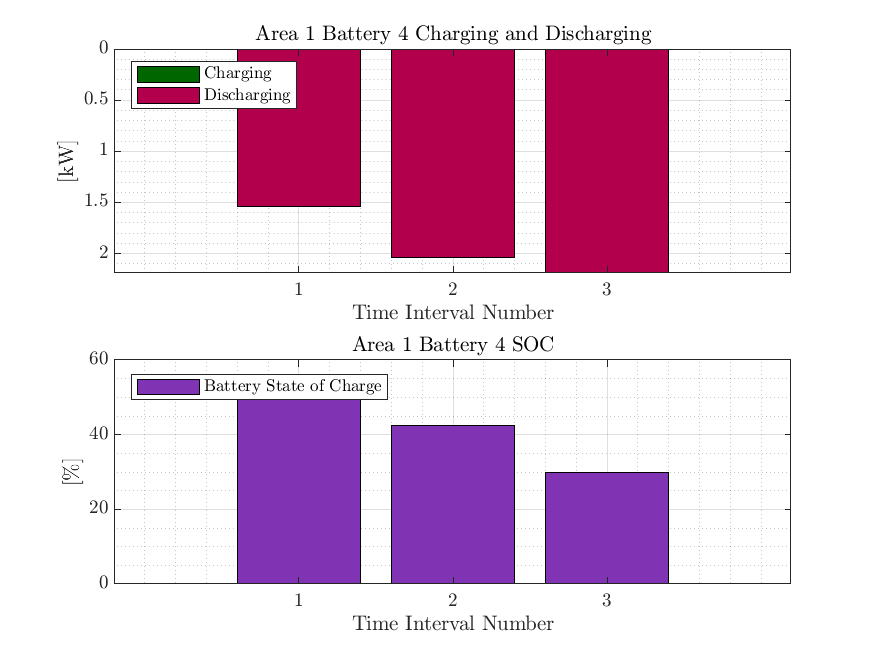 Area 1 Battery 4 Charging and Discharging
0
0.5
1
1.5
2
[kW]
Charging
Discharging
1 2 3
Time Interval Number
Area 1 Battery 4 SOC
60
40
20
0
[%]
Battery State of Charge
1 2 3
Time Interval Number